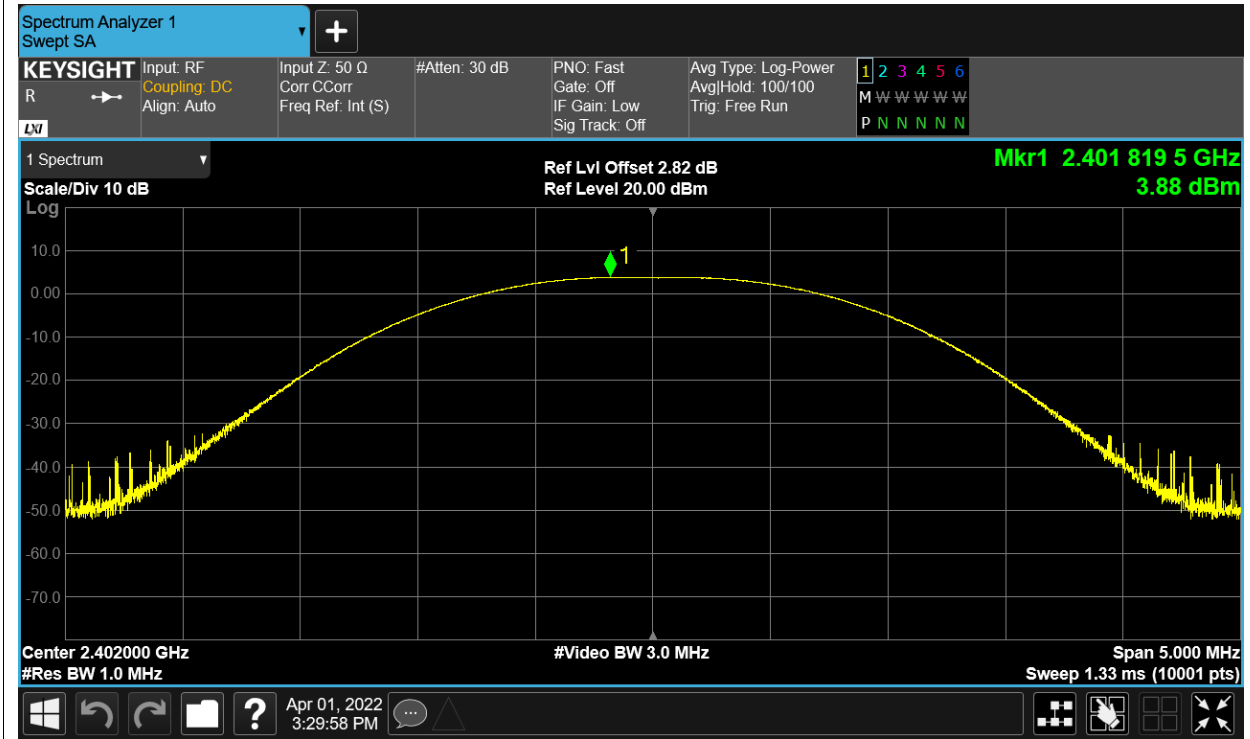 Spectrum Analyzer 1
Swept SA
KEYSIGHT
R
LXI
Input: RF
Coupling: DC
Align: Auto
Input Z: 50 Ω
Corr CCorr
Freq Ref: Int (S)
#Atten: 30 dB
PNO: Fast
Gate: Off
IF Gain: Low
Sig Track: Off
Avg Type: Log-Power
Avg|Hold: 100/100
Trig: Free Run
1 2 3 4 5 6
M W W W W W
P N N N N N
1 Spectrum
Scale/Div 10 dB
Log
Ref Lvl Offset 2.82 dB
Ref Level 20.00 dBm
Mkr1 2.401 819 5 GHz
3.88 dBm
1
10.0
0.00
-10.0
-20.0
-30.0
-40.0
-50.0
-60.0
-70.0
Center 2.402000 GHz
#Res BW 1.0 MHz
#Video BW 3.0 MHz
Span 5.000 MHz
Sweep 1.33 ms (10001 pts)
?
Apr 01, 2022
3:29:58 PM